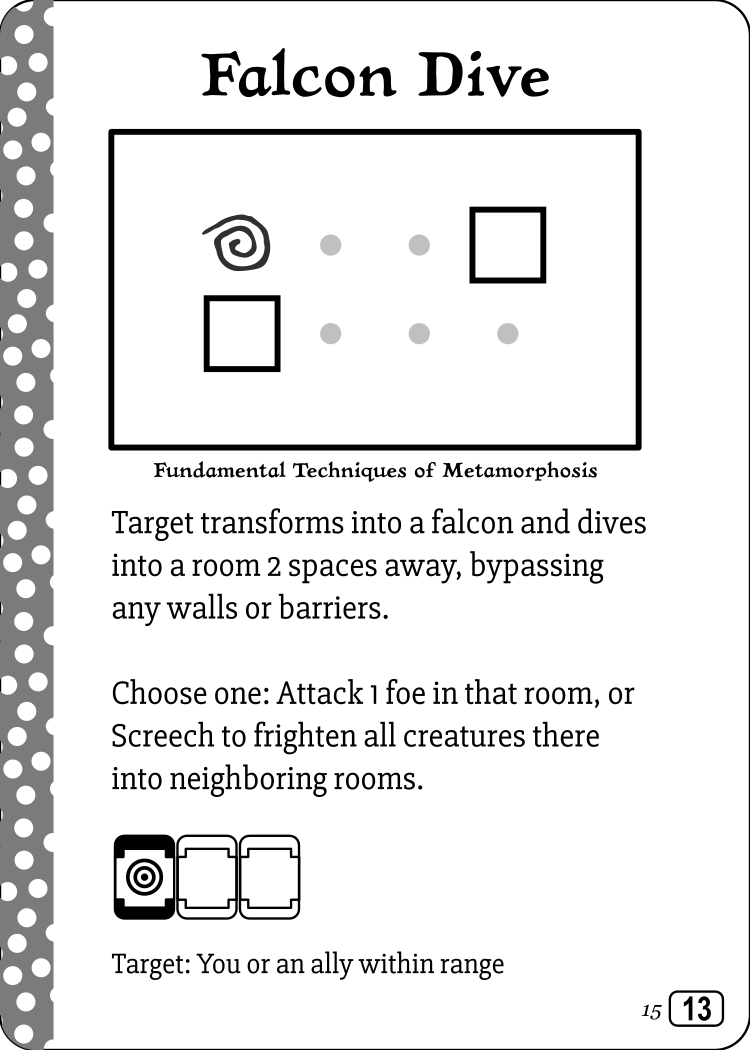 Falcon Dive
Fundamental Techniques of Metamorphosis
Target transforms into a falcon and dives
into a room 2 spaces away, bypassing
any walls or barriers.
Choose one: Attack 1 foe in that room, or
Screech to frighten all creatures there
into neighboring rooms.
Target: You or an ally within range
15 13